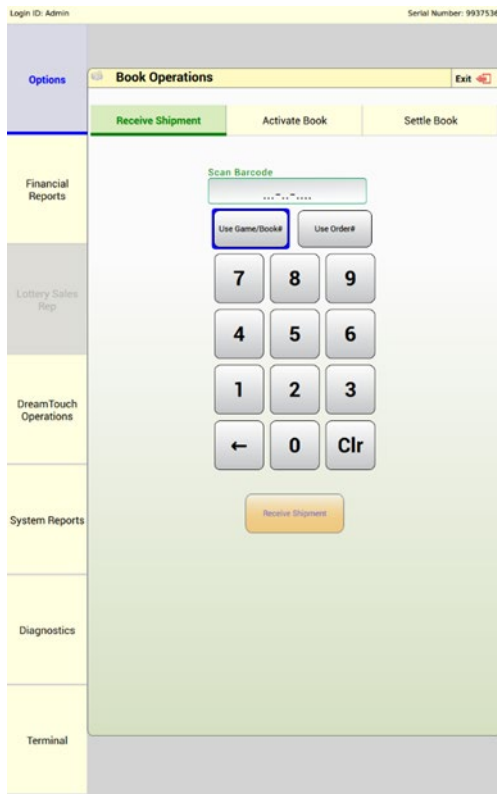 Login ID: Admin
Serial Number: 9937536
Options
Book Operations
Exit
Receive Shipment
Activate Book
Settle Book
Scan Barcode
...-..-....
Use Game/Book#
Use Order#
Financial
Reports
7 8 9
Lottery Sales
Rep
4 5 6
1 2 3
DreamTouch
Operations
← 0 Clr
Receive Shipment
System Reports
Diagnostics
Terminal